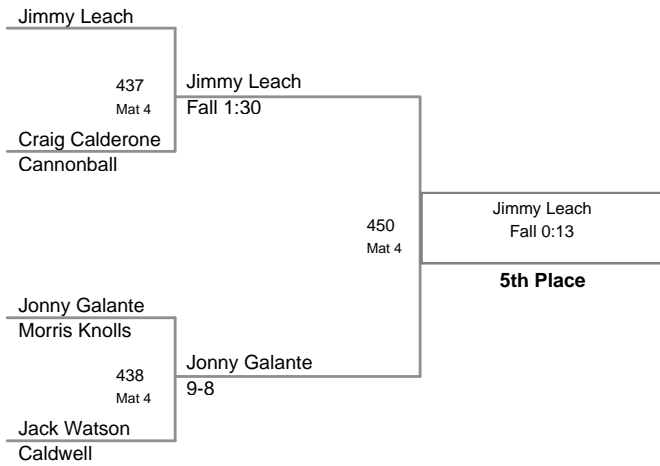 Jimmy Leach
437
Mat 4
Jimmy Leach
Fall 1:30
Craig Calderone
Cannonball
450
Mat 4
Jimmy Leach
Fall 0:13
5th Place
Jonny Galante
Morris Knolls
438
Mat 4
Jonny Galante
9-8
Jack Watson
Caldwell